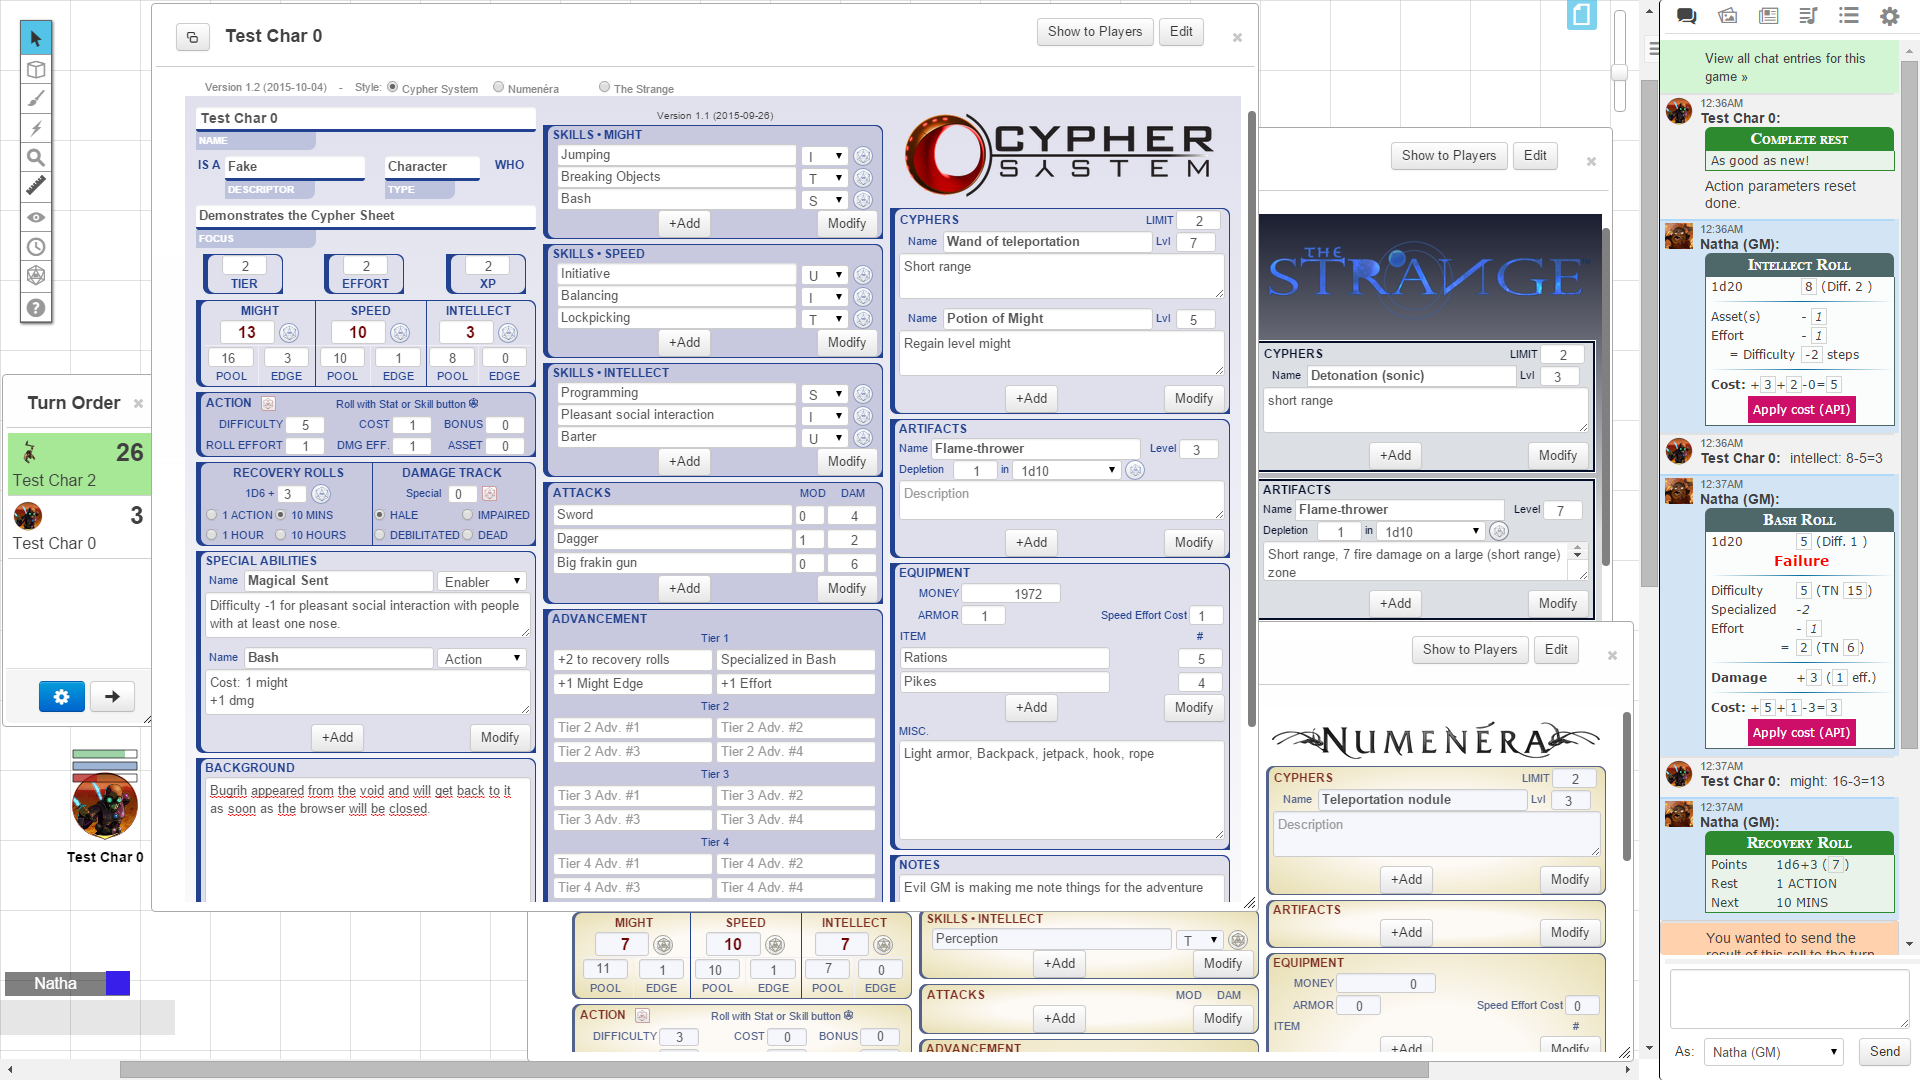 Test Char 0
Show to Players
Edit
Version 1.2 (2015-10-04) - Style: Cypher System Numenéra The Strange
Test Char 0
NAME
IS A Fake Character WHO
DESCRIPTOR TYPE
Demonstrates the Cypher Sheet
FOCUS
2 2 2
TIER EFFORT XP
MIGHT SPEED INTELLECT
13 10 3
16 3 10 1 8 0
POOL EDGE POOL EDGE POOL EDGE
ACTION Roll with Stat or Skill button
DIFFICULTY 5 COST 1 BONUS 0
ROLL EFFORT 1 DMG EFF. 1 ASSET 0
RECOVERY ROLLS
1D6 + 3
1 ACTION 10 MINS
1 HOUR 10 HOURS
DAMAGE TRACK
Special 0
HALE IMPAIRED
DEBILITATED DEAD
SPECIAL ABILITIES
Name Magical Sent Enabler
Difficulty -1 for pleasant social interaction with people
with at least one nose.
Name Bash Action
Cost: 1 might
+1 dmg
+Add Modify
BACKGROUND
Bugrih appeared from the void and will get back to it
as soon as the browser will be closed.
Version 1.1 (2015-09-26)
SKILLS • MIGHT
Jumping I
Breaking Objects T
Bash S
+Add Modify
SKILLS • SPEED
Initiative U
Balancing I
Lockpicking T
+Add Modify
SKILLS • INTELLECT
Programming S
Pleasant social interaction I
Barter U
+Add Modify
ATTACKS MOD DAM
Sword 0 4
Dagger 1 2
Big frakin gun 0 6
+Add Modify
ADVANCEMENT
Tier 1
+2 to recovery rolls Specialized in Bash
+1 Might Edge +1 Effort
Tier 2
Tier 2 Adv. #1 Tier 2 Adv. #2
Tier 2 Adv. #3 Tier 2 Adv. #4
Tier 3
Tier 3 Adv. #1 Tier 3 Adv. #2
Tier 3 Adv. #3 Tier 3 Adv. #4
Tier 4
Tier 4 Adv. #1 Tier 4 Adv. #2
Tier 4 Adv. #3 Tier 4 Adv. #4
CYPHER
SYSTEM
CYPHERS LIMIT 2
Name Wand of teleportation Lvl 7
Short range
Name Potion of Might Lvl 5
Regain level might
+Add Modify
ARTIFACTS
Name Flame-thrower Level 3
Depletion 1 in 1d10
Description
+Add Modify
EQUIPMENT
MONEY 1972
ARMOR 1 Speed Effort Cost 1
ITEM #
Rations 5
Pikes 4
+Add Modify
MISC.
Light armor, Backpack, jetpack, hook, rope
NOTES
Evil GM is making me note things for the adventure
Turn Order
26
Test Char 2
3
Test Char 0
Test Char 0
Natha
Show to Players
Edit
THE
STRANGE
CYPHERS LIMIT 2
Name Detonation (sonic) Lvl 3
short range
+Add Modify
ARTIFACTS
Name Flame-thrower Level 7
Depletion 1 in 1d10
Short range, 7 fire damage on a large (short range)
zone
+Add Modify
Show to Players
Edit
NUMENÉRA
CYPHERS LIMIT 2
Name Teleportation nodule Lvl 3
Description
+Add Modify
ARTIFACTS
+Add Modify
EQUIPMENT
MONEY 0
ARMOR 0 Speed Effort Cost 0
ITEM #
+Add Modify
MIGHT SPEED INTELLECT
7 10 7
11 1 10 1 7 0
POOL EDGE POOL EDGE POOL EDGE
ACTION Roll with Stat or Skill button
DIFFICULTY 3 COST 0 BONUS 0
SKILLS • INTELLECT
Perception T
+Add Modify
ATTACKS MOD DAM
+Add Modify
ADVANCEMENT
View all chat entries for this
game »
12:36AM
Test Char 0:
COMPLETE REST
As good as new!
Action parameters reset
done.
12:36AM
Natha (GM):
INTELLECT ROLL
1d20 8 (Diff. 2 )
Asset(s) - 1
Effort - 1
= Difficulty -2 steps
Cost: +3+2-0=5
Apply cost (API)
12:36AM
Test Char 0: intellect: 8-5=3
12:37AM
Natha (GM):
BASH ROLL
1d20 5 (Diff. 1 )
Failure
Difficulty 5 (TN 15)
Specialized -2
Effort - 1
= 2 (TN 6)
Damage +3 (1 eff.)
Cost: +5+1-3=3
Apply cost (API)
12:37AM
Test Char 0: might: 16-3=13
12:37AM
Natha (GM):
RECOVERY ROLL
Points 1d6+3 (7)
Rest 1 ACTION
Next 10 MINS
You wanted to send the
result of this roll to the turn
As: Natha (GM) Send